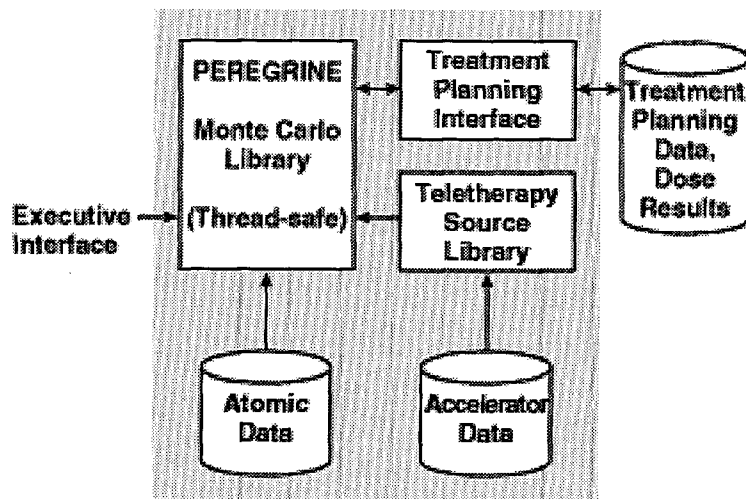 PEREGRINE
Monte Carlo
Library
(Thread-safe)
Treatment
Planning
Interface
Treatment
Planning
Data,
Dose
Results
Executive
Interface
Teletherapy
Source
Library
Atomic
Data
Accelerator
Data